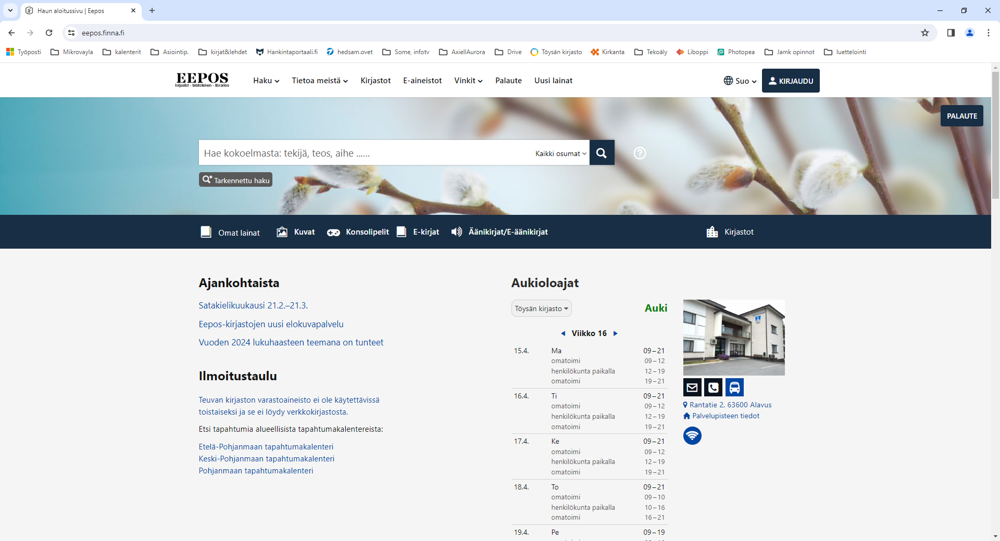 Haun aloitussivu | Eepos
eepos.finna.fi
Työposti Mikrovayla kalenterit Asiointip. kirjat&lehdet Hankintaportaali.fi hedsam.ovet Some, infotv AxiellAurora Drive Töysän kirjasto Kirkanta Tekoäly Liboppi Photopea Jamk opinnot luettelointi
EEPOS
kirjastot - biblioteken - libraries
Haku Tietoa meistä Kirjastot E-aineistot Vinkit Palaute Uusi lainat Suo KIRJAUDU
PALAUTE
Hae kokoelmasta: tekijä, teos, aihe ...... Kaikki osumat
Tarkennettu haku
Omat lainat Kuvat Konsolipelit E-kirjat Äänikirjat/E-äänikirjat Kirjastot
Ajankohtaista
Satakielikuukausi 21.2.–21.3.
Eepos-kirjastojen uusi elokuvapalvelu
Vuoden 2024 lukuhaasteen teemana on tunteet
Ilmoitustaulu
Teuvan kirjaston varastoaineisto ei ole käytettävissä
toistaiseksi ja se ei löydy verkkokirjastosta.
Etsi tapahtumia alueellisista tapahtumakalentereista:
Etelä-Pohjanmaan tapahtumakalenteri
Keski-Pohjanmaan tapahtumakalenteri
Pohjanmaan tapahtumakalenteri
Aukioloajat
Töysän kirjasto Auki
Viikko 16
15.4. Ma 09–21
omatoimi 09–12
henkilökunta paikalla 12–19
omatoimi 19–21
16.4. Ti 09–21
omatoimi 09–12
henkilökunta paikalla 12–19
omatoimi 19–21
17.4. Ke 09–21
omatoimi 09–12
henkilökunta paikalla 12–19
omatoimi 19–21
18.4. To 09–21
omatoimi 09–10
henkilökunta paikalla 10–16
omatoimi 16–21
19.4. Pe 09–19
Rantatie 2, 63600 Alavus
Palvelupisteen tiedot